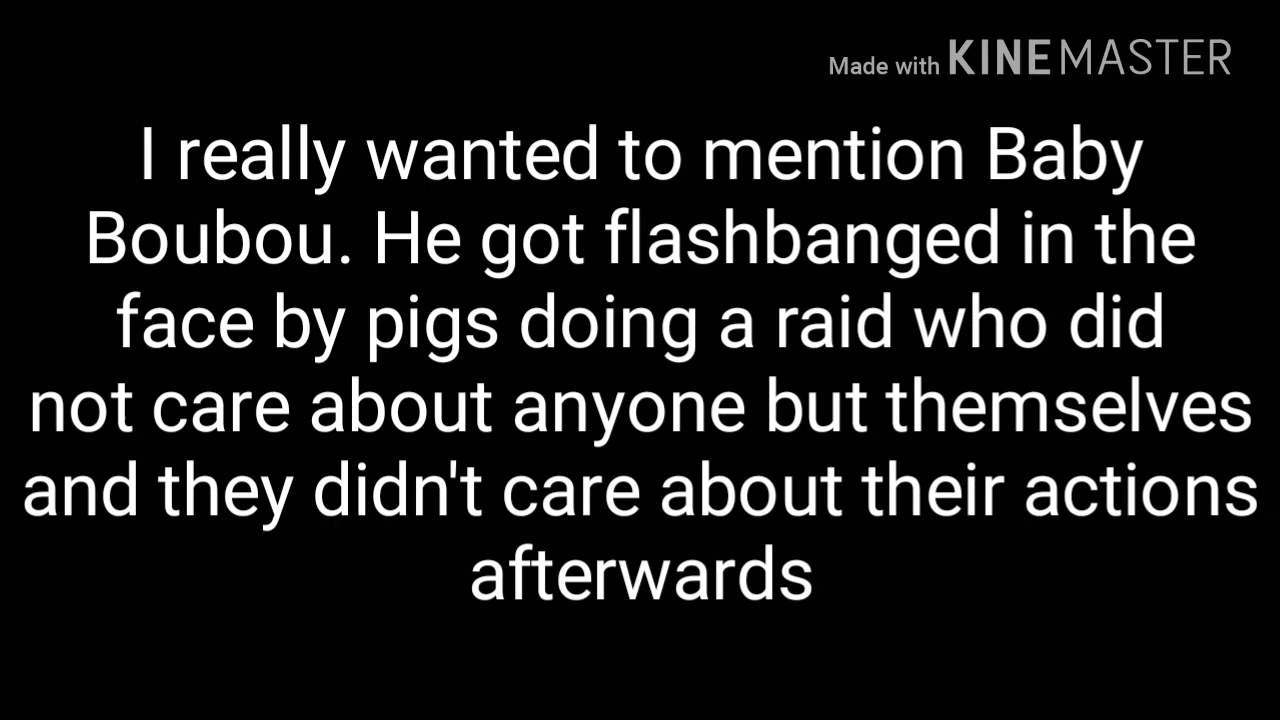 Made with KINEMASTER
I really wanted to mention Baby
Boubou. He got flashbanged in the
face by pigs doing a raid who did
not care about anyone but themselves
and they didn't care about their actions
afterwards